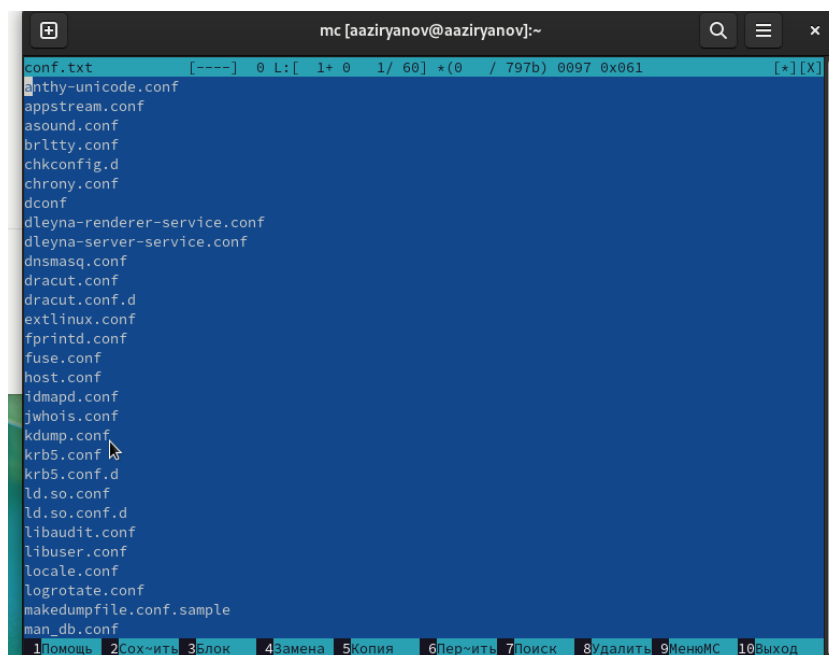 mc [aaziryanov@aaziryanov]:~
conf.txt [----] 0 L:[ 1+ 0 1/ 60] *(0 / 797b) 0097 0x061 [*][X]
anthy-unicode.conf
appstream.conf
asound.conf
brltty.conf
chkconfig.d
chrony.conf
dconf
dleyna-renderer-service.conf
dleyna-server-service.conf
dnsmasq.conf
dracut.conf
dracut.conf.d
extlinux.conf
fprintd.conf
fuse.conf
host.conf
idmapd.conf
jwhois.conf
kdump.conf
krb5.conf
krb5.conf.d
ld.so.conf
ld.so.conf.d
libaudit.conf
libuser.conf
locale.conf
logrotate.conf
makedumpfile.conf.sample
man_db.conf
1Помощь 2Сох~ить 3Блок 4Замена 5Копия 6Пер~ить 7Поиск 8Удалить 9МенюMC 10Выход